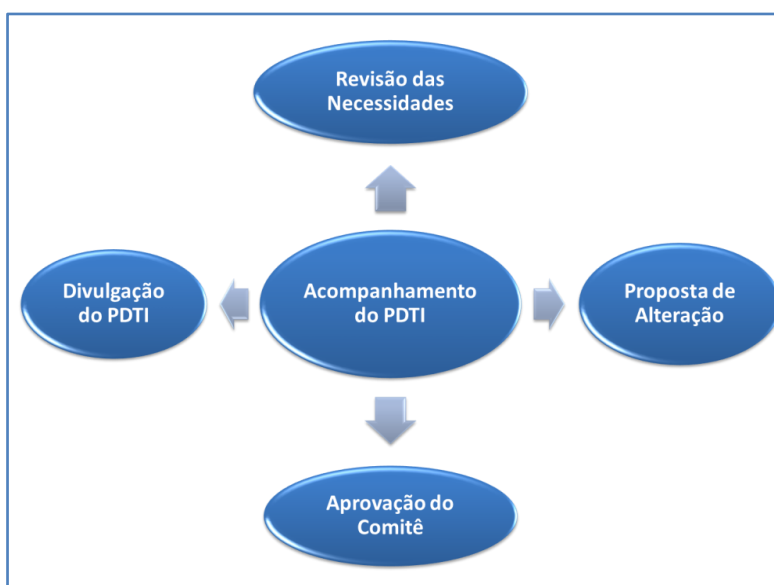 Revisão das
Necessidades
Divulgação
do PDTI
Acompanhamento
do PDTI
Proposta de
Alteração
Aprovação do
Comitê